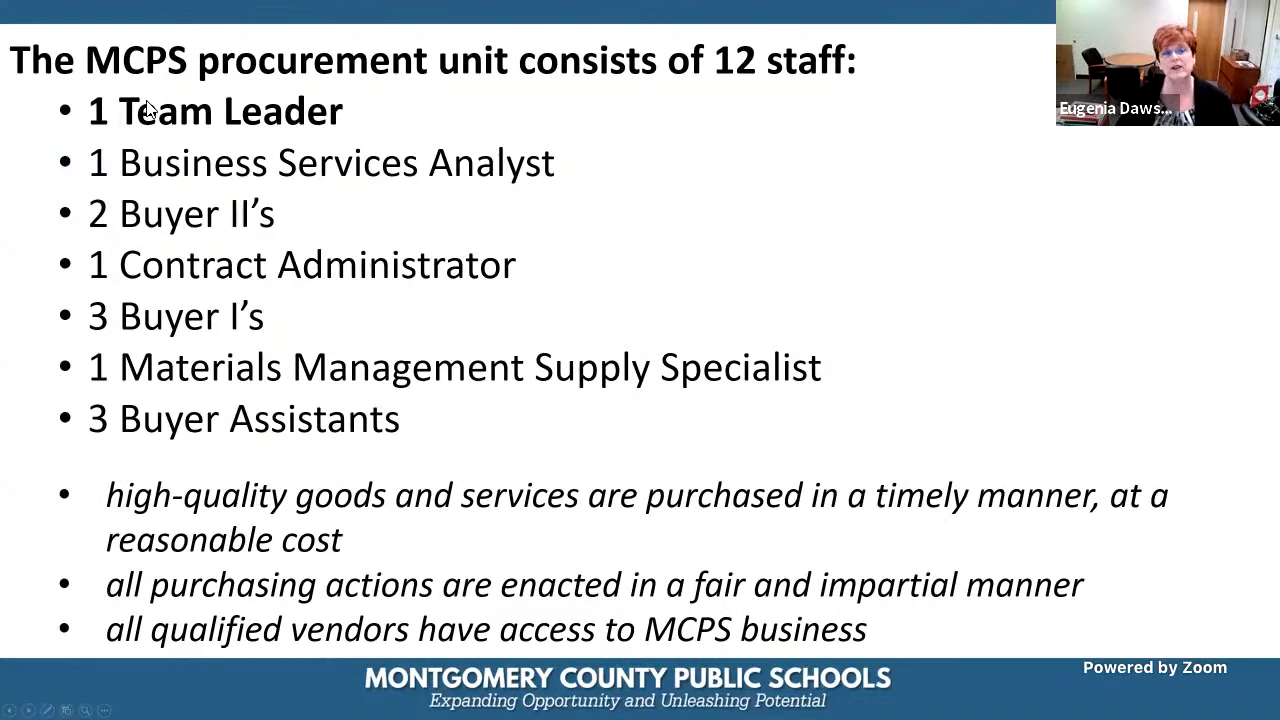 The MCPS procurement unit consists of 12 staff:
• 1 Team Leader
• 1 Business Services Analyst
• 2 Buyer II’s
• 1 Contract Administrator
• 3 Buyer I’s
• 1 Materials Management Supply Specialist
• 3 Buyer Assistants
• high-quality goods and services are purchased in a timely manner, at a
reasonable cost
• all purchasing actions are enacted in a fair and impartial manner
• all qualified vendors have access to MCPS business
Eugenia Daws...
MONTGOMERY COUNTY PUBLIC SCHOOLS
Expanding Opportunity and Unleashing Potential
Powered by Zoom